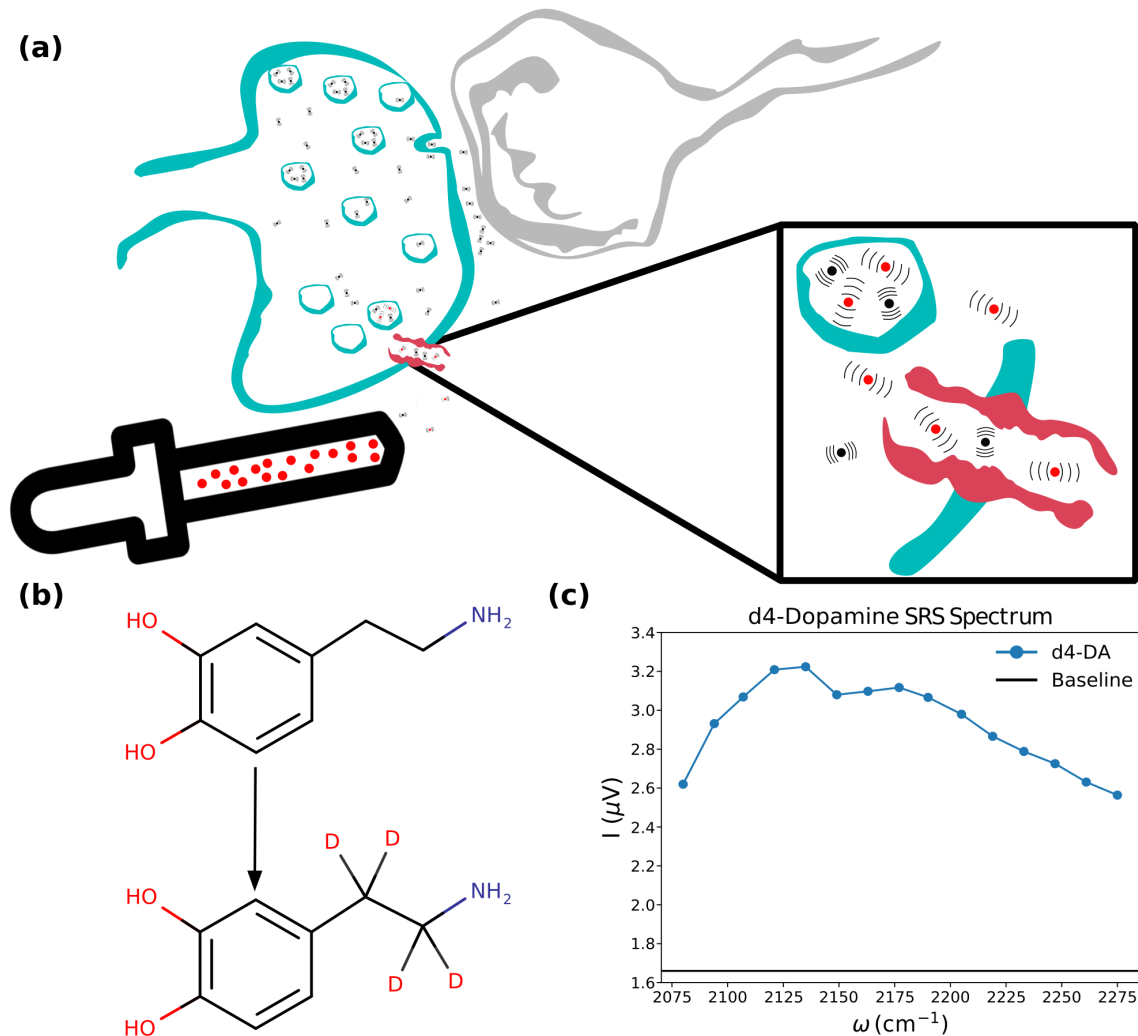 (a)
(b)
HO
HO
NH₂
D D
HO
HO
NH₂
D D
(c)
d4-Dopamine SRS Spectrum
3.4
3.2
3.0
2.8
2.6
2.4
2.2
2.0
1.8
1.6
I (μV)
d4-DA
Baseline
2075 2100 2125 2150 2175 2200 2225 2250 2275
ω (cm⁻¹)